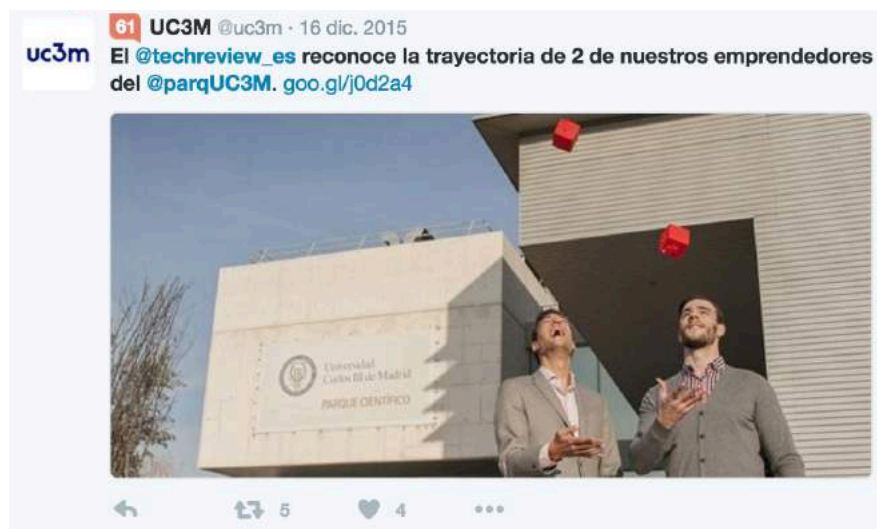 61 UC3M @uc3m · 16 dic. 2015
uc3m
El @techreview_es reconoce la trayectoria de 2 de nuestros emprendedores
del @parqUC3M. goo.gl/j0d2a4
Universidad
Carlos III de Madrid
PARQUE CIENTÍFICO
5 4